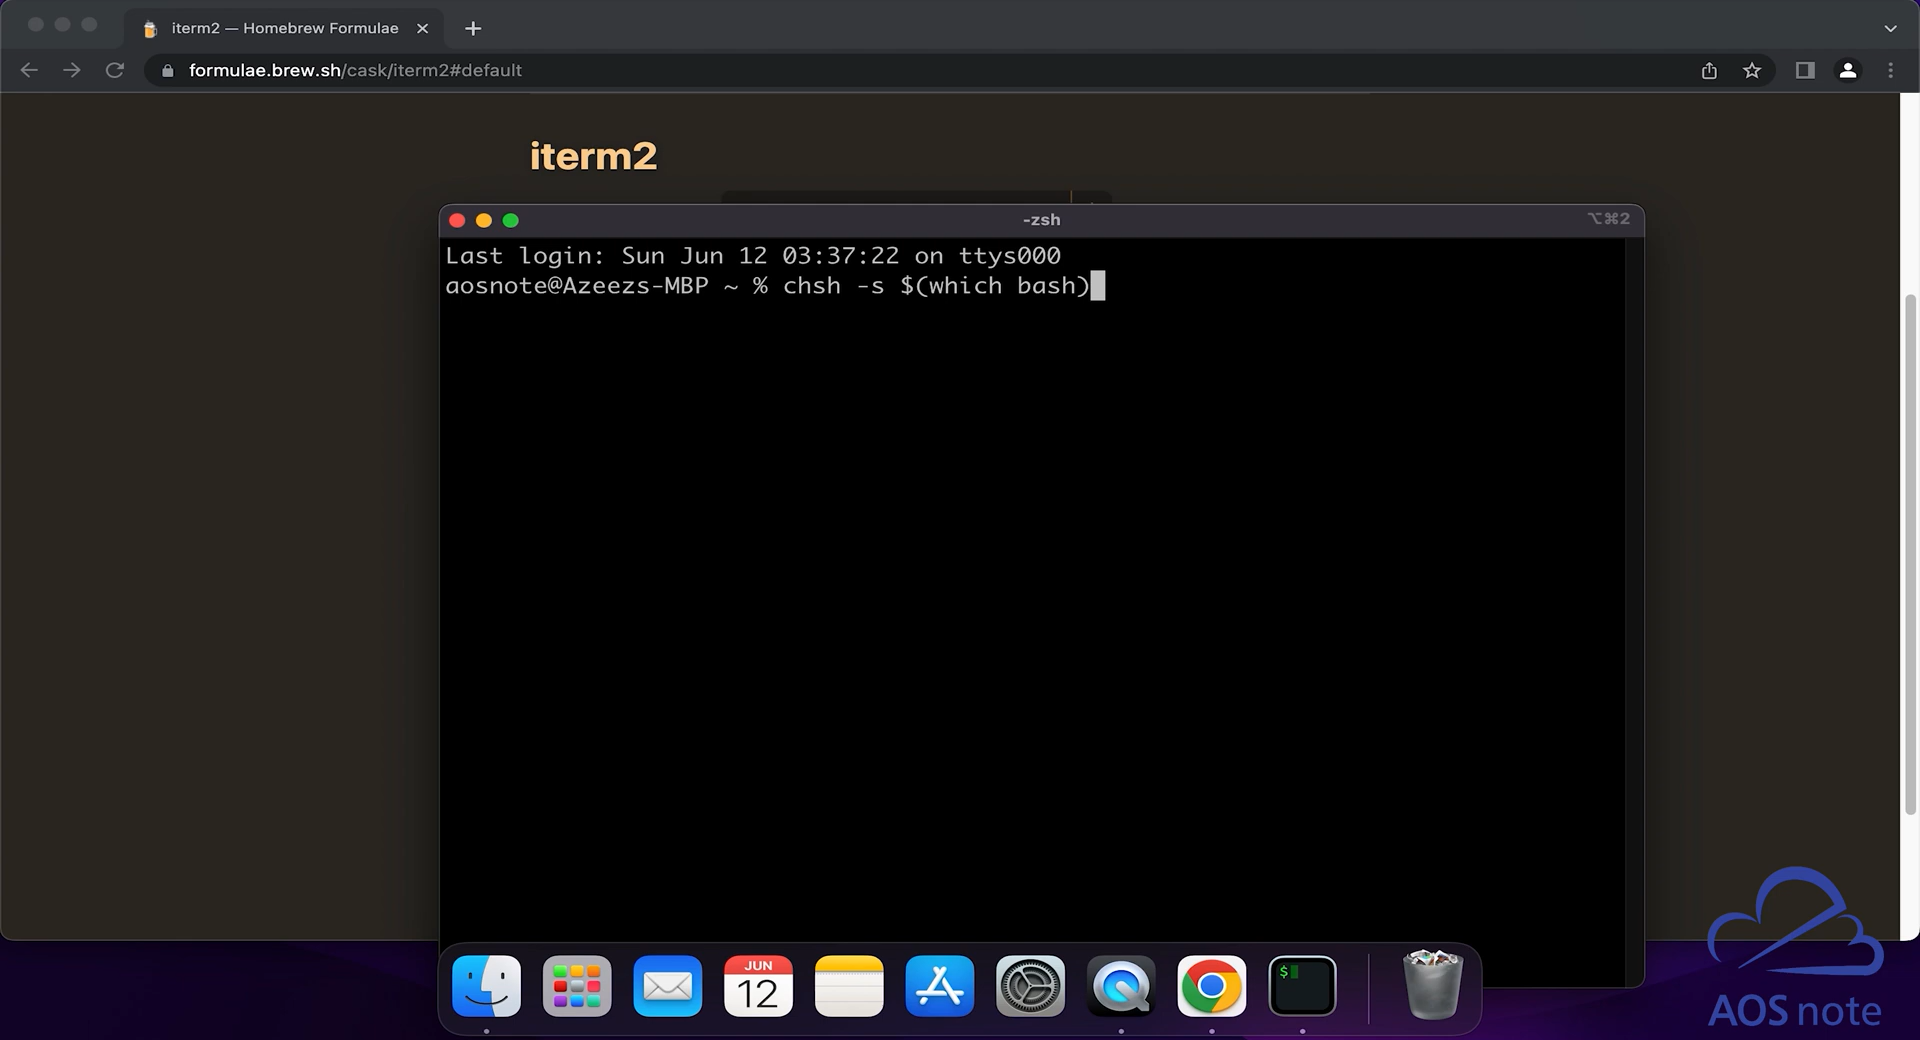 iterm2 — Homebrew Formulae
formulae.brew.sh/cask/iterm2#default
iterm2
-zsh
⌥⌘2
Last login: Sun Jun 12 03:37:22 on ttys000
aosnote@Azeezs-MBP ~ % chsh -s $(which bash)
JUN
12
$
AOS note